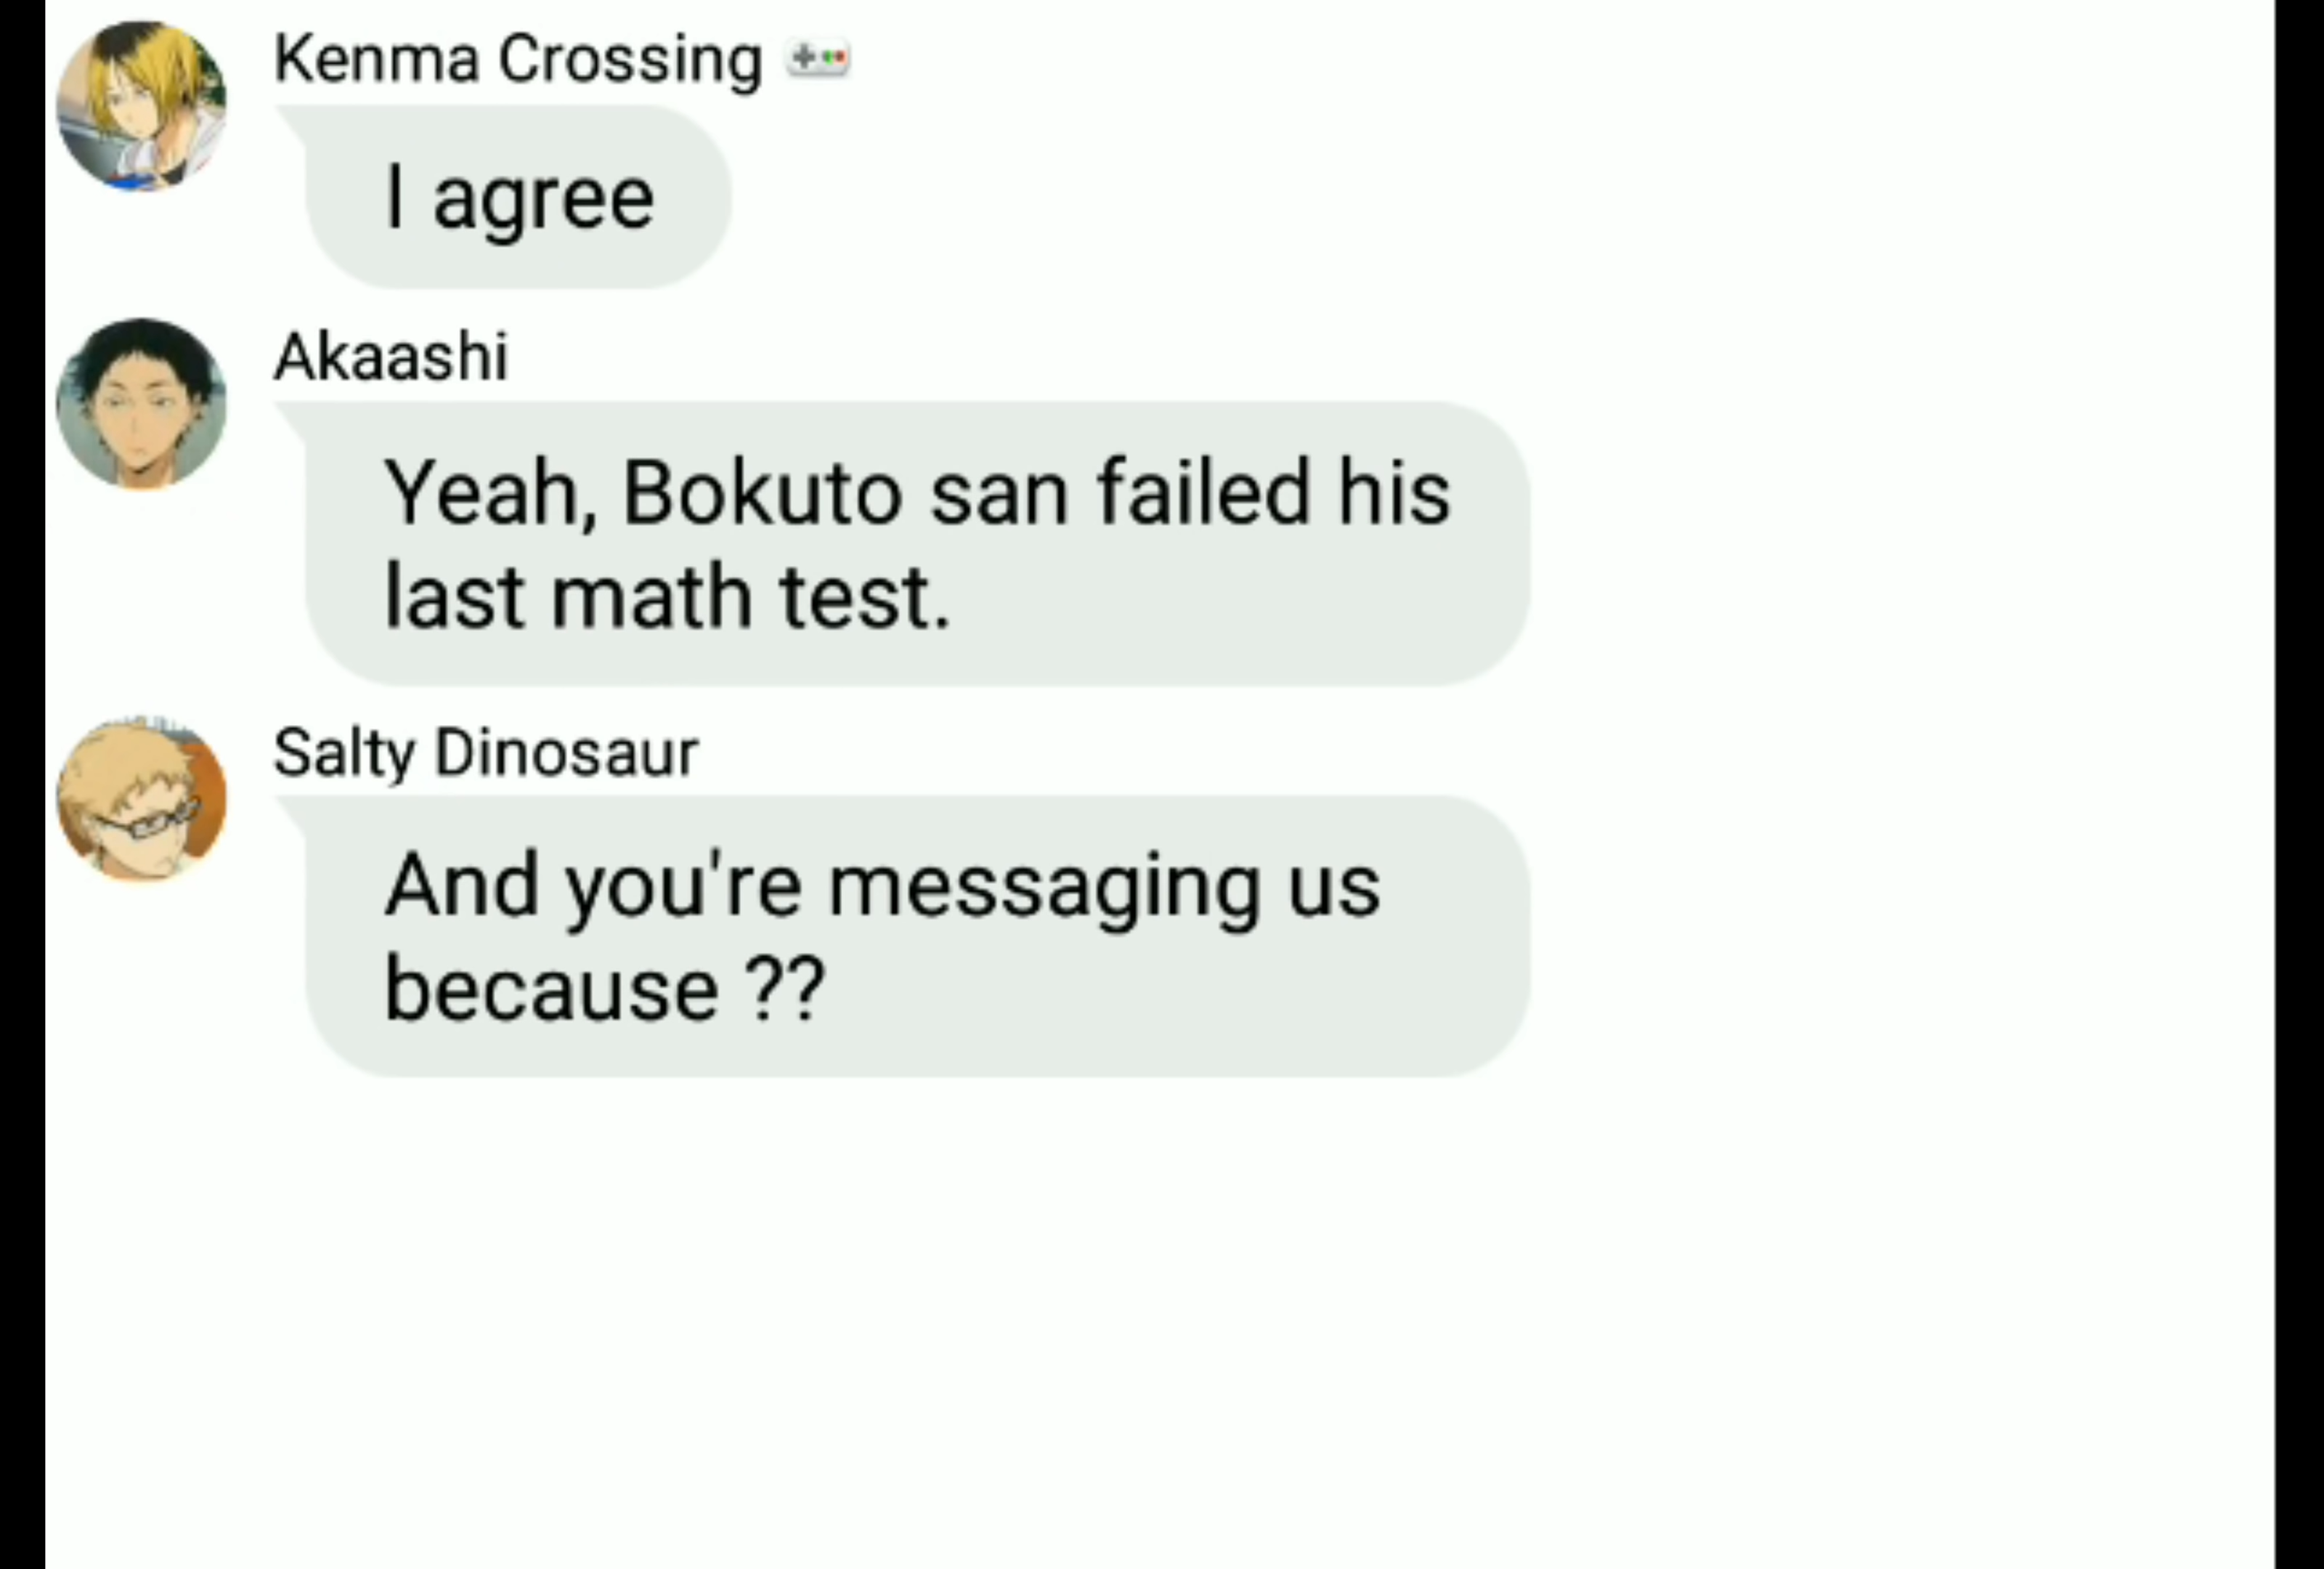 Kenma Crossing 🎮
I agree
Akaashi
Yeah, Bokuto san failed his
last math test.
Salty Dinosaur
And you're messaging us
because ??